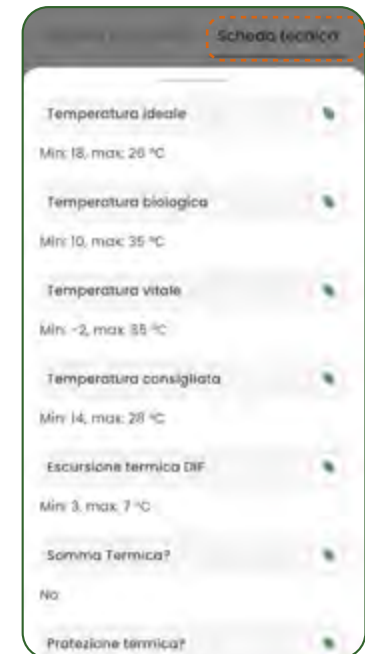 Scheda tecnica
Temperatura ideale
Min: 18, max: 26 °C
Temperatura biologica
Min: 10, max: 35 °C
Temperatura vitale
Min: -2, max: 35 °C
Temperatura consigliata
Min: 14, max: 28 °C
Escursione termica DIF
Min: 3, max: 7 °C
Somma Termica?
No
Protezione termica?